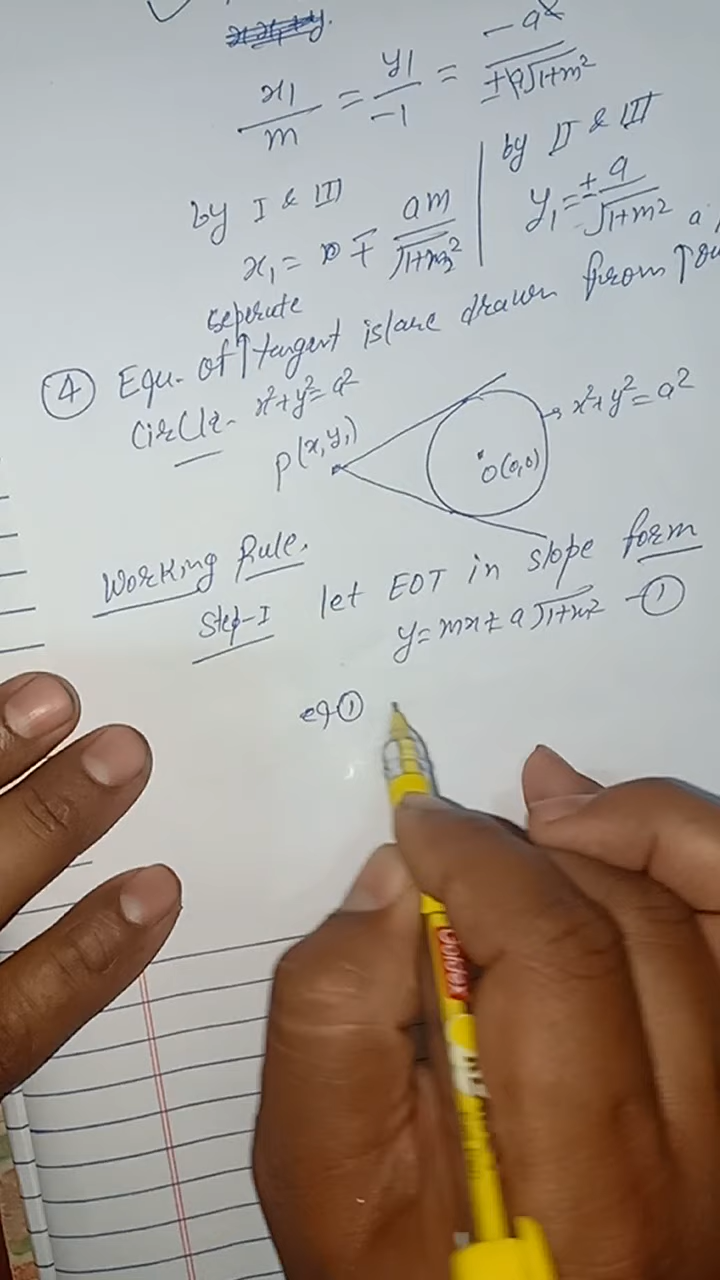 x₁/m = y₁/-1 = -a²/±a√1+m²
by I & III
x₁ = ∓ am/√1+m²
by II & III
y₁ = ± a/√1+m²
seperate
④ Equ. of ↑ tangent is/are drawn from ↑ou
Circle x²+y²=a²
P(x,y₁)
x²+y²=a²
O(0,0)
Working Rule.
Step-I let EOT in slope form
y=mx±a√1+m² -①
eq①